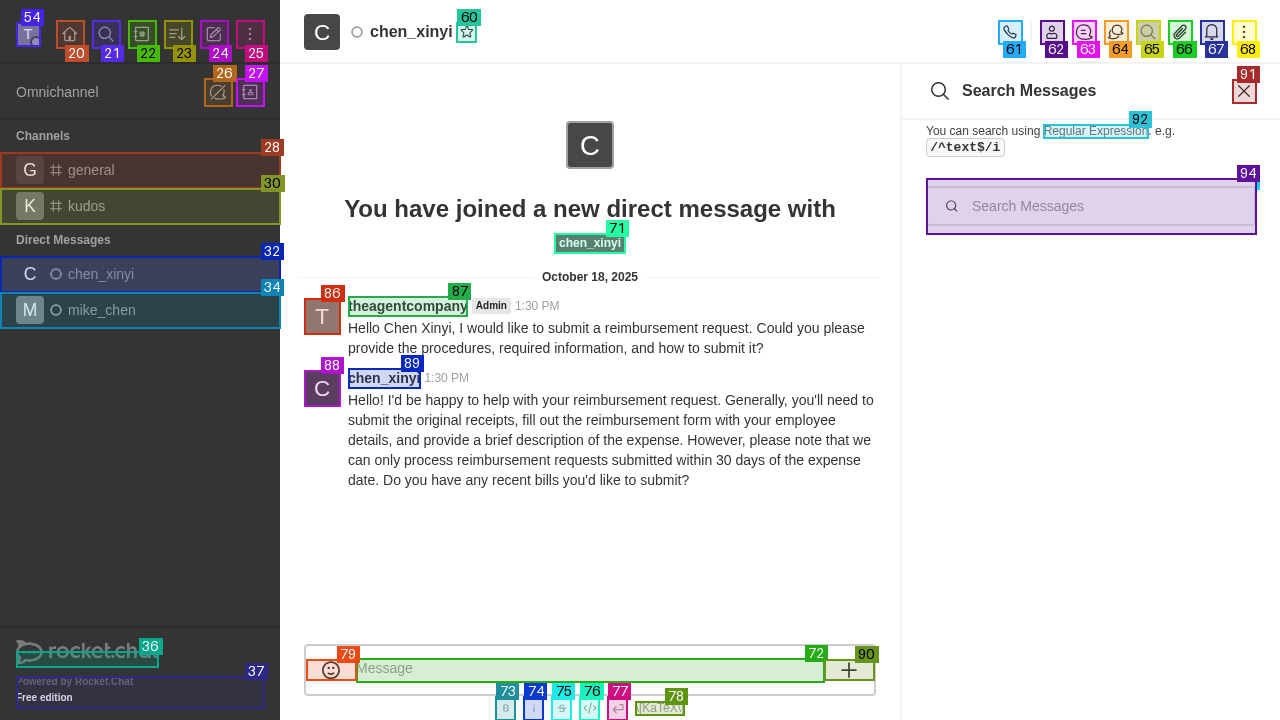 54
T
20
21
22
23
24
25
Omnichannel
26
27
Channels
28
G general
30
K kudos
Direct Messages
32
C chen_xinyi
34
M mike_chen
rocket.chat
36
37
Powered by Rocket.Chat
Free edition
C chen_xinyi
60
61
62
63
64
65
66
67
68
C
You have joined a new direct message with
71
chen_xinyi
October 18, 2025
86
87
T
theagentcompany Admin 1:30 PM
Hello Chen Xinyi, I would like to submit a reimbursement request. Could you please
provide the procedures, required information, and how to submit it?
88
89
C
chen_xinyi 1:30 PM
Hello! I'd be happy to help with your reimbursement request. Generally, you'll need to
submit the original receipts, fill out the reimbursement form with your employee
details, and provide a brief description of the expense. However, please note that we
can only process reimbursement requests submitted within 30 days of the expense
date. Do you have any recent bills you'd like to submit?
79
72
90
Message
73
74
75
76
77
78
B
i
S
</>
\[KaTeX\]
Search Messages
91
92
You can search using Regular Expression. e.g.
/^text$/i
94
Search Messages